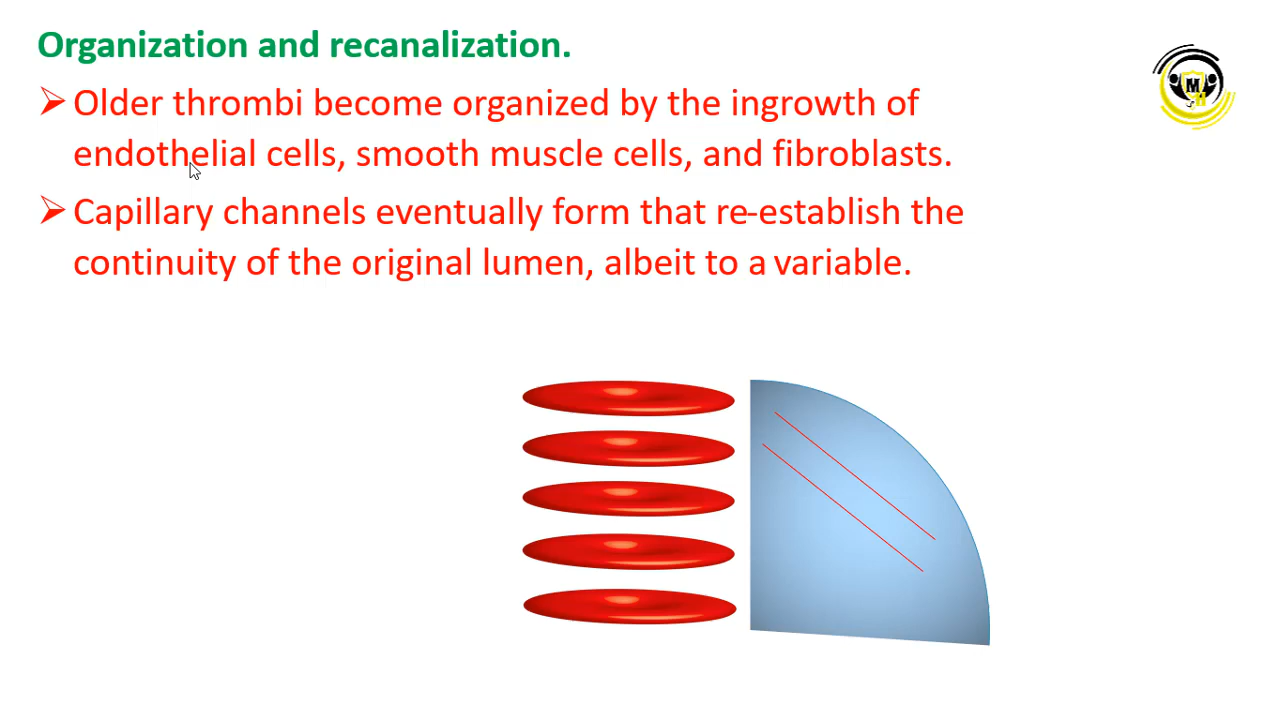 Organization and recanalization.
➢ Older thrombi become organized by the ingrowth of
endothelial cells, smooth muscle cells, and fibroblasts.
➢ Capillary channels eventually form that re-establish the
continuity of the original lumen, albeit to a variable.
M